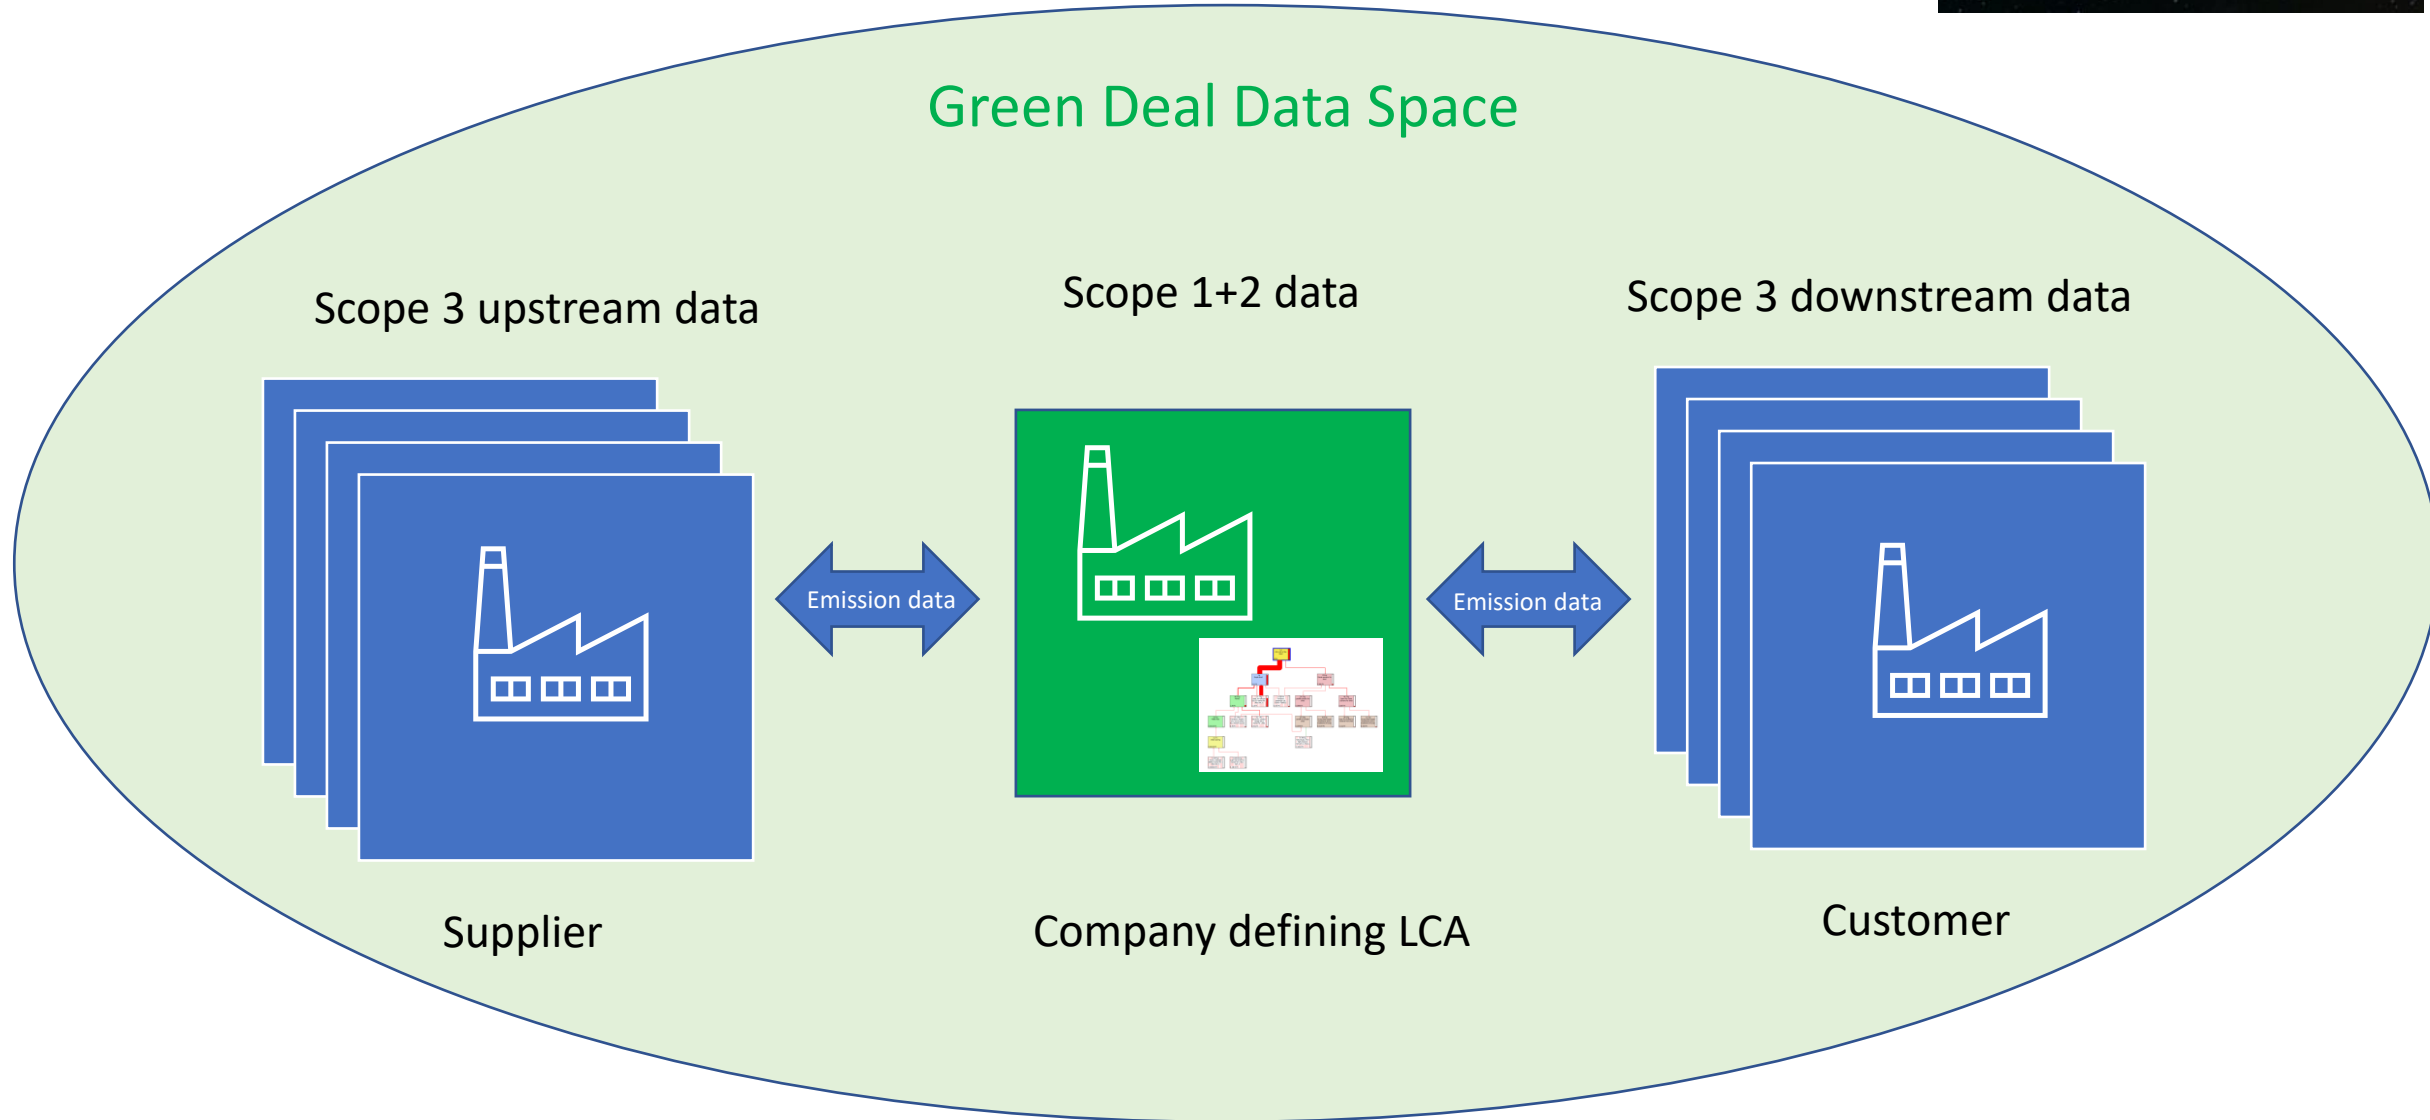 Green Deal Data Space
Scope 3 upstream data
Scope 1+2 data
Scope 3 downstream data
Emission data
Emission data
Supplier
Company defining LCA
Customer